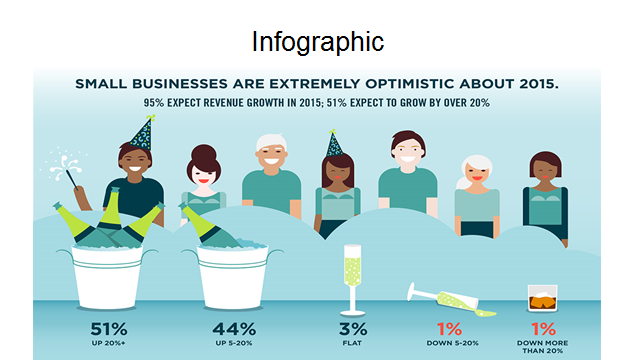 Infographic
SMALL BUSINESSES ARE EXTREMELY OPTIMISTIC ABOUT 2015.
95% EXPECT REVENUE GROWTH IN 2015; 51% EXPECT TO GROW BY OVER 20%
51%
UP 20%+
44%
UP 5-20%
3%
FLAT
1%
DOWN 5-20%
1%
DOWN MORE
THAN 20%